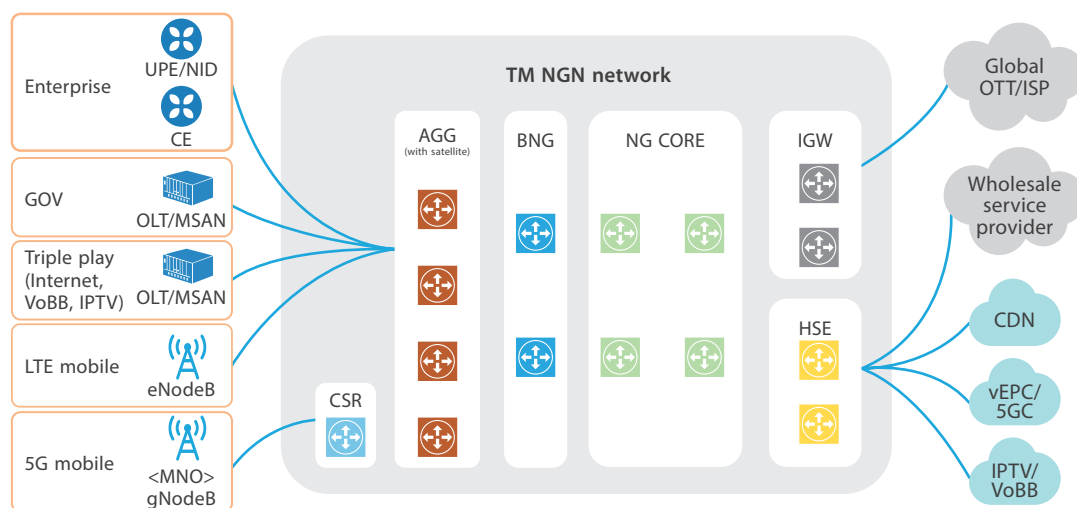 Enterprise
UPE/NID
CE
GOV
OLT/MSAN
Triple play
(Internet,
VoBB, IPTV)
OLT/MSAN
LTE mobile
eNodeB
5G mobile
<MNO>
gNodeB
TM NGN network
CSR
AGG
(with satellite)
BNG
NG CORE
IGW
HSE
Global
OTT/ISP
Wholesale
service
provider
CDN
vEPC/
5GC
IPTV/
VoBB